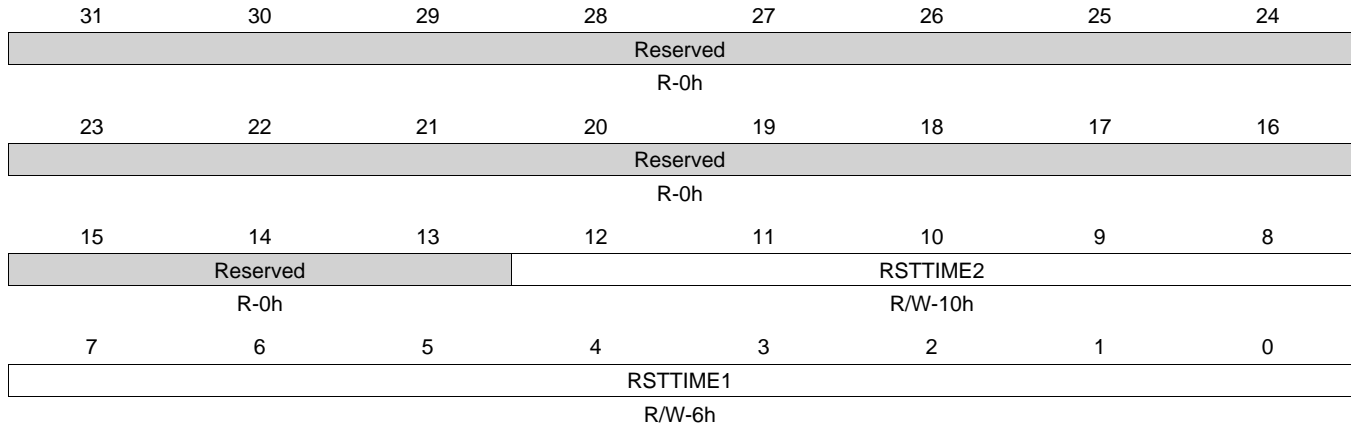 31 30 29 28 27 26 25 24
Reserved
R-0h
23 22 21 20 19 18 17 16
Reserved
R-0h
15 14 13 12 11 10 9 8
Reserved RSTTIME2
R-0h R/W-10h
7 6 5 4 3 2 1 0
RSTTIME1
R/W-6h